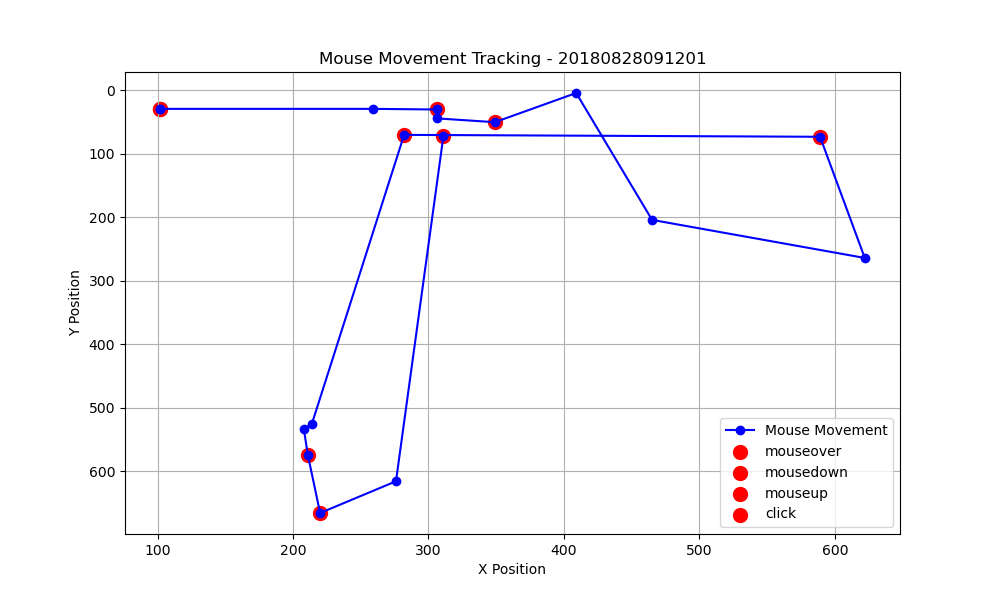 Mouse Movement Tracking - 20180828091201
0
100
200
300
400
500
600
Y Position
100
200
300
400
500
600
X Position
Mouse Movement
mouseover
mousedown
mouseup
click